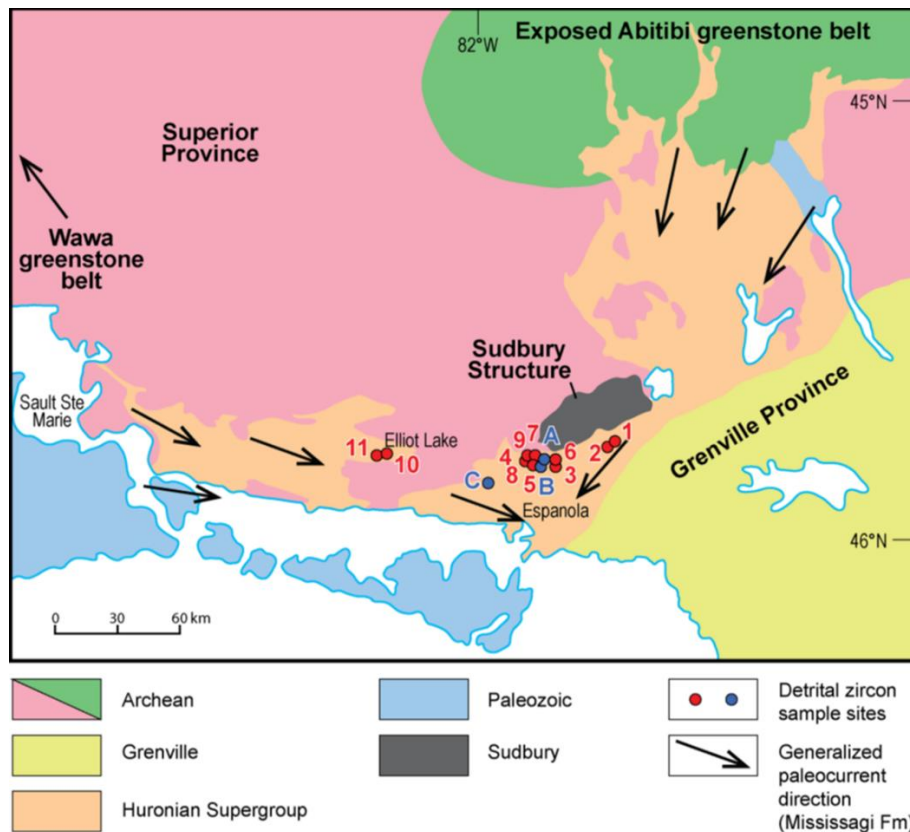 82°W
Exposed Abitibi greenstone belt
45°N
Superior
Province
Wawa
greenstone
belt
Sudbury
Structure
Grenville Province
Sault Ste
Marie
Elliot Lake
11
10
9
7
A
4
6
8
3
5
B
C
2
1
Espanola
46°N
0 30 60 km
Archean
Grenville
Huronian Supergroup
Paleozoic
Sudbury
Detrital zircon
sample sites
Generalized
paleocurrent
direction
(Mississagi Fm)